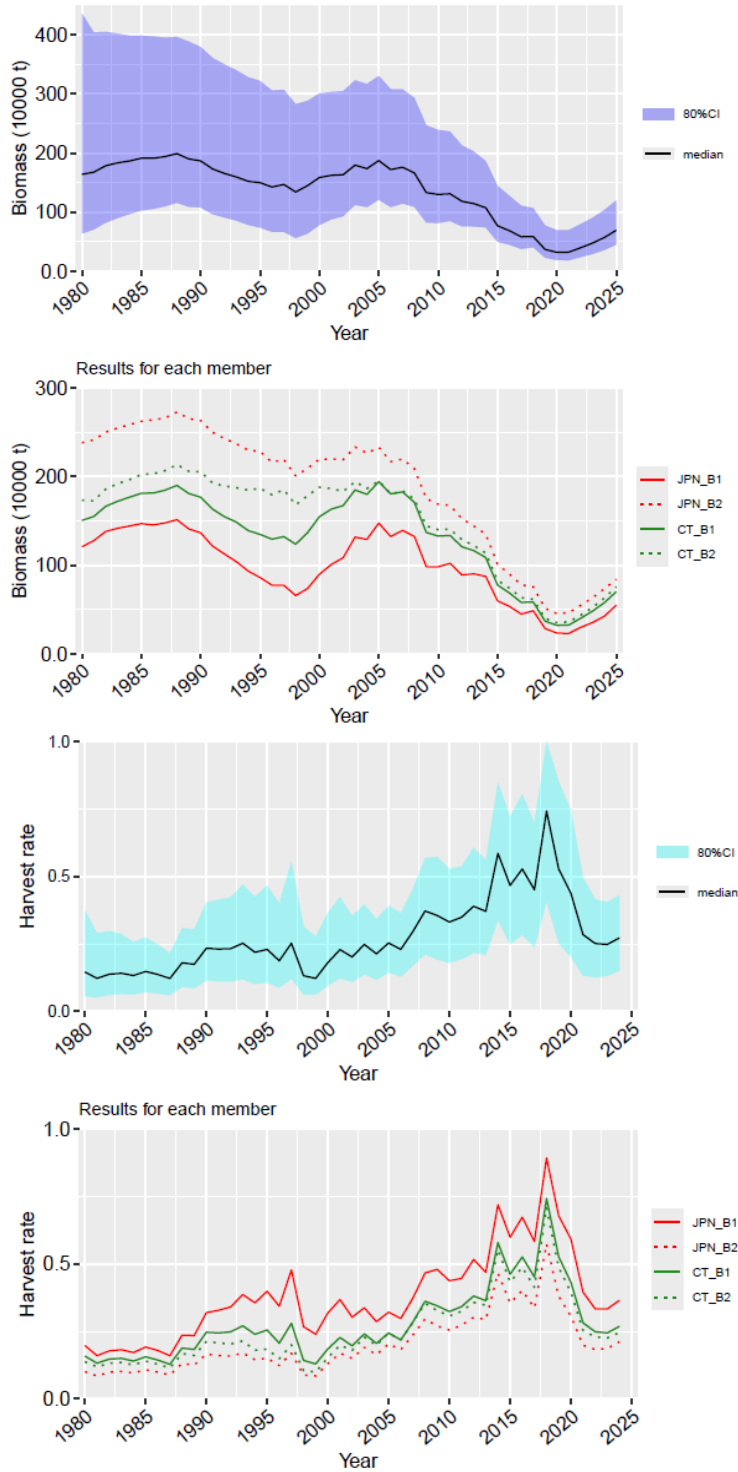 400
300
200
100
0.0
Biomass (10000 t)
1980
1985
1990
1995
2000
2005
2010
2015
2020
2025
Year
80%CI
median
Results for each member
300
200
100
0.0
Biomass (10000 t)
1980
1985
1990
1995
2000
2005
2010
2015
2020
2025
Year
JPN_B1
JPN_B2
CT_B1
CT_B2
1.0
0.5
0.0
Harvest rate
1980
1985
1990
1995
2000
2005
2010
2015
2020
2025
Year
80%CI
median
Results for each member
1.0
0.5
0.0
Harvest rate
1980
1985
1990
1995
2000
2005
2010
2015
2020
2025
Year
JPN_B1
JPN_B2
CT_B1
CT_B2